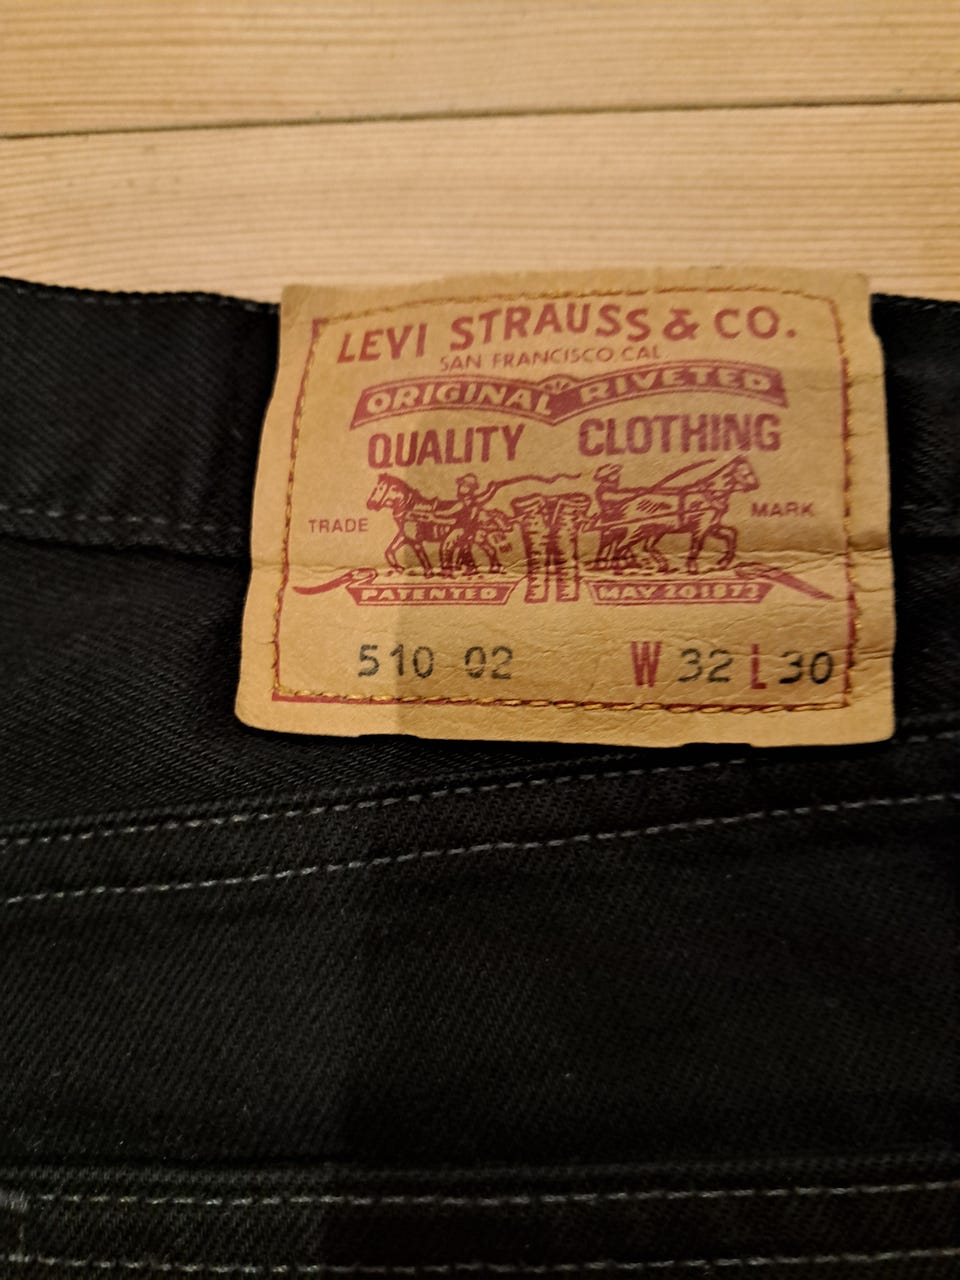 LEVI STRAUSS & CO.
SAN FRANCISCO CAL
ORIGINAL RIVETED
QUALITY CLOTHING
TRADE MARK
PATENTED MAY 20 1873
510 02 W 32 L 30